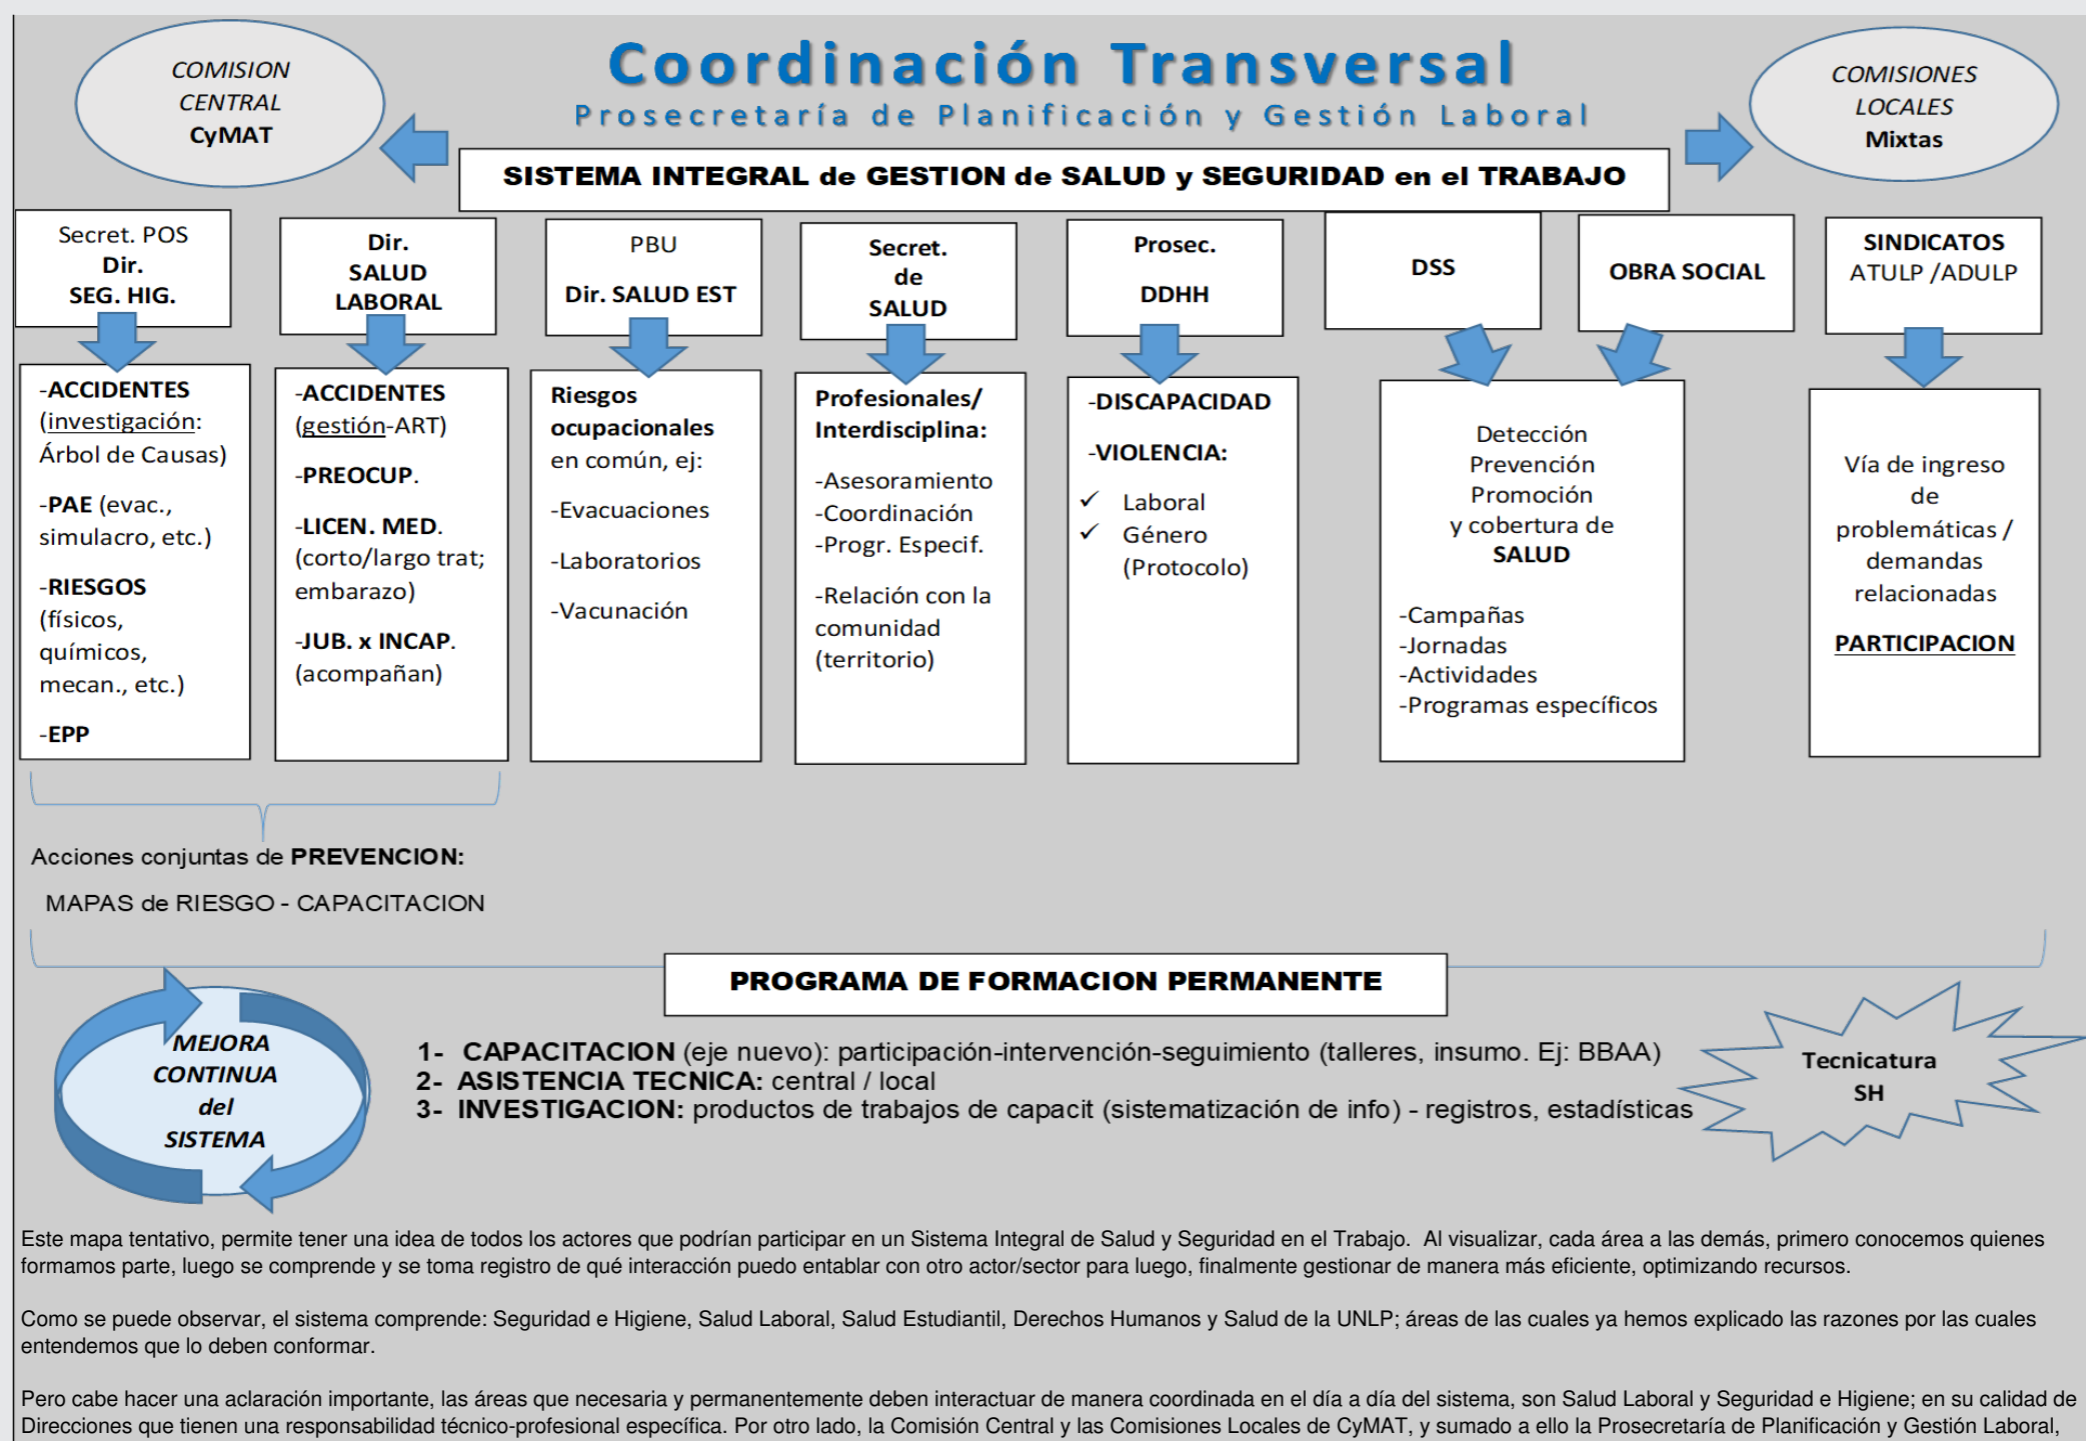 COMISION
CENTRAL
CyMAT
Coordinación Transversal
Prosecretaría de Planificación y Gestión Laboral
COMISIONES
LOCALES
Mixtas
SISTEMA INTEGRAL de GESTION de SALUD y SEGURIDAD en el TRABAJO
Secret. POS
Dir.
SEG. HIG.
Dir.
SALUD
LABORAL
PBU
Dir. SALUD EST
Secret.
de
SALUD
Prosec.
DDHH
DSS
OBRA SOCIAL
SINDICATOS
ATULP /ADULP
-ACCIDENTES
(investigación:
Árbol de Causas)
-PAE (evac.,
simulacro, etc.)
-RIESGOS
(físicos,
químicos,
mecan., etc.)
-EPP
-ACCIDENTES
(gestión-ART)
-PREOCUP.
-LICEN. MED.
(corto/largo trat;
embarazo)
-JUB. x INCAP.
(acompañan)
Riesgos
ocupacionales
en común, ej:
-Evacuaciones
-Laboratorios
-Vacunación
Profesionales/
Interdisciplina:
-Asesoramiento
-Coordinación
-Progr. Especif.
-Relación con la
comunidad
(territorio)
-DISCAPACIDAD
-VIOLENCIA:
✓ Laboral
✓ Género
(Protocolo)
Detección
Prevención
Promoción
y cobertura de
SALUD
-Campañas
-Jornadas
-Actividades
-Programas específicos
Vía de ingreso
de
problemáticas /
demandas
relacionadas
PARTICIPACION
Acciones conjuntas de PREVENCION:
MAPAS de RIESGO - CAPACITACION
PROGRAMA DE FORMACION PERMANENTE
MEJORA
CONTINUA
del
SISTEMA
1- CAPACITACION (eje nuevo): participación-intervención-seguimiento (talleres, insumo. Ej: BBAA)
2- ASISTENCIA TECNICA: central / local
3- INVESTIGACION: productos de trabajos de capacit (sistematización de info) - registros, estadísticas
Tecnicatura
SH
Este mapa tentativo, permite tener una idea de todos los actores que podrían participar en un Sistema Integral de Salud y Seguridad en el Trabajo. Al visualizar, cada área a las demás, primero conocemos quienes
formamos parte, luego se comprende y se toma registro de qué interacción puedo entablar con otro actor/sector para luego, finalmente gestionar de manera más eficiente, optimizando recursos.
Como se puede observar, el sistema comprende: Seguridad e Higiene, Salud Laboral, Salud Estudiantil, Derechos Humanos y Salud de la UNLP; áreas de las cuales ya hemos explicado las razones por las cuales
entendemos que lo deben conformar.
Pero cabe hacer una aclaración importante, las áreas que necesaria y permanentemente deben interactuar de manera coordinada en el día a día del sistema, son Salud Laboral y Seguridad e Higiene; en su calidad de
Direcciones que tienen una responsabilidad técnico-profesional específica. Por otro lado, la Comisión Central y las Comisiones Locales de CyMAT, y sumado a ello la Prosecretaría de Planificación y Gestión Laboral,